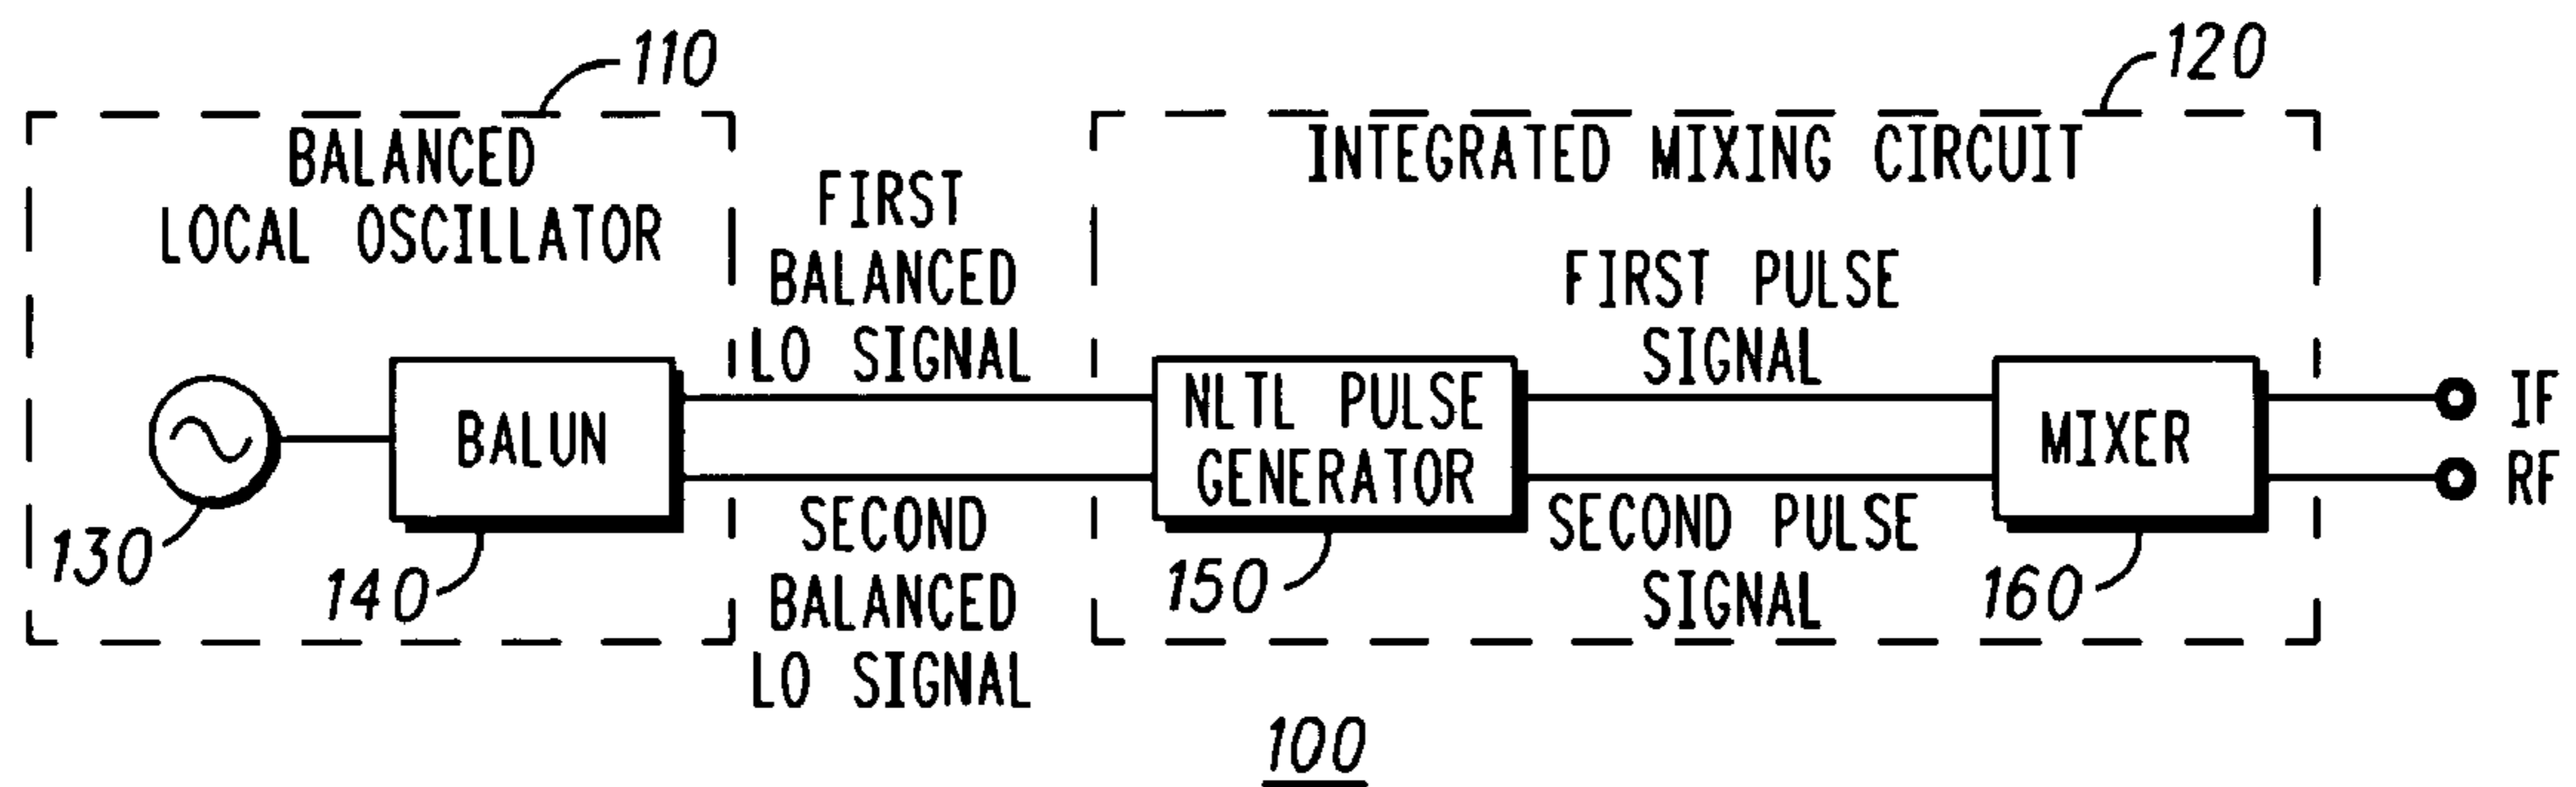 110
120
BALANCED
LOCAL OSCILLATOR
FIRST
BALANCED
LO SIGNAL
INTEGRATED MIXING CIRCUIT
FIRST PULSE
SIGNAL
BALUN
NLTL PULSE
GENERATOR
MIXER
IF
RF
130
140
SECOND
BALANCED
LO SIGNAL
150
SECOND PULSE
SIGNAL
160
100